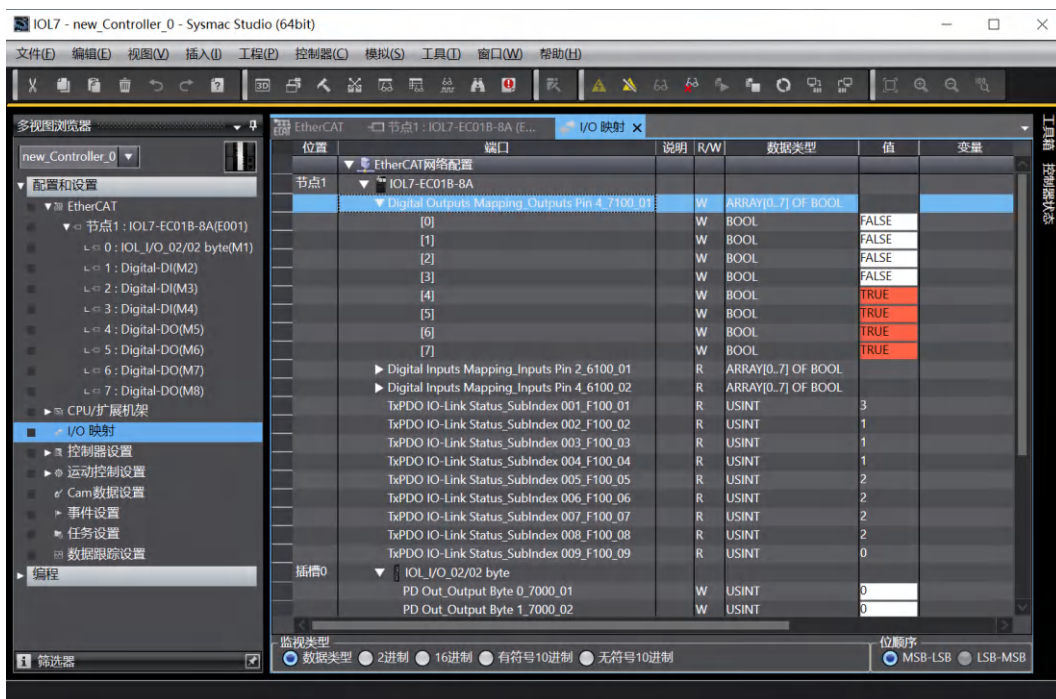 IOL7 - new_Controller_0 - Sysmac Studio (64bit)
文件(F) 编辑(E) 视图(V) 插入(I) 工程(P) 控制器(C) 模拟(S) 工具(T) 窗口(W) 帮助(H)
多视图浏览器
new_Controller_0
配置和设置
EtherCAT
节点1 : IOL7-EC01B-8A(E001)
0 : IOL_I/O_02/02 byte(M1)
1 : Digital-DI(M2)
2 : Digital-DI(M3)
3 : Digital-DI(M4)
4 : Digital-DO(M5)
5 : Digital-DO(M6)
6 : Digital-DO(M7)
7 : Digital-DO(M8)
CPU/扩展机架
I/O 映射
控制器设置
运动控制设置
Cam数据设置
事件设置
任务设置
数据跟踪设置
编程
筛选器
EtherCAT 节点1 : IOL7-EC01B-8A (E... I/O 映射
位置 端口 说明 R/W 数据类型 值 变量
EtherCAT网络配置
节点1 IOL7-EC01B-8A
Digital Outputs Mapping_Outputs Pin 4_7100_01 W ARRAY[0..7] OF BOOL
[0] W BOOL FALSE
[1] W BOOL FALSE
[2] W BOOL FALSE
[3] W BOOL FALSE
[4] W BOOL TRUE
[5] W BOOL TRUE
[6] W BOOL TRUE
[7] W BOOL TRUE
Digital Inputs Mapping_Inputs Pin 2_6100_01 R ARRAY[0..7] OF BOOL
Digital Inputs Mapping_Inputs Pin 4_6100_02 R ARRAY[0..7] OF BOOL
TxPDO IO-Link Status_SubIndex 001_F100_01 R USINT 3
TxPDO IO-Link Status_SubIndex 002_F100_02 R USINT 1
TxPDO IO-Link Status_SubIndex 003_F100_03 R USINT 1
TxPDO IO-Link Status_SubIndex 004_F100_04 R USINT 1
TxPDO IO-Link Status_SubIndex 005_F100_05 R USINT 2
TxPDO IO-Link Status_SubIndex 006_F100_06 R USINT 2
TxPDO IO-Link Status_SubIndex 007_F100_07 R USINT 2
TxPDO IO-Link Status_SubIndex 008_F100_08 R USINT 2
TxPDO IO-Link Status_SubIndex 009_F100_09 R USINT 0
插槽0 IOL_I/O_02/02 byte
PD Out_Output Byte 0_7000_01 W USINT 0
PD Out_Output Byte 1_7000_02 W USINT 0
监视类型
数据类型 2进制 16进制 有符号10进制 无符号10进制
位顺序
MSB-LSB LSB-MSB
工具箱
控制器状态